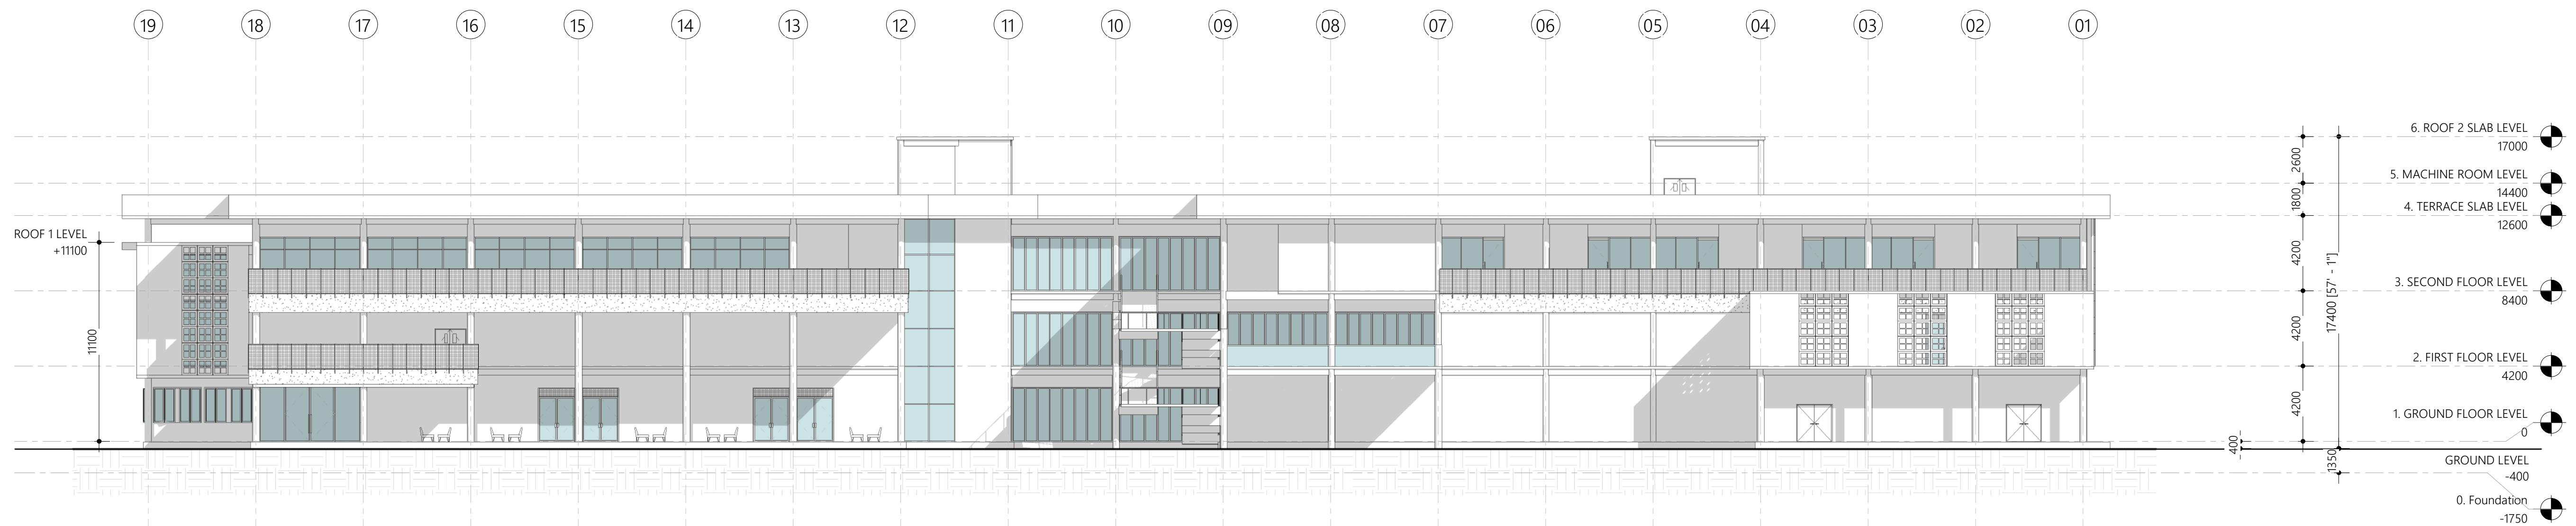 19 18 17 16 15 14 13 12 11 10 09 08 07 06 05 04 03 02 01
6. ROOF 2 SLAB LEVEL
17000
2600
5. MACHINE ROOM LEVEL
14400
1800
4. TERRACE SLAB LEVEL
12600
ROOF 1 LEVEL
+11100
4200
17400 [57' - 1"]
3. SECOND FLOOR LEVEL
8400
11100
4200
2. FIRST FLOOR LEVEL
4200
4200
1. GROUND FLOOR LEVEL
0
400
1350
GROUND LEVEL
-400
0. Foundation
-1750